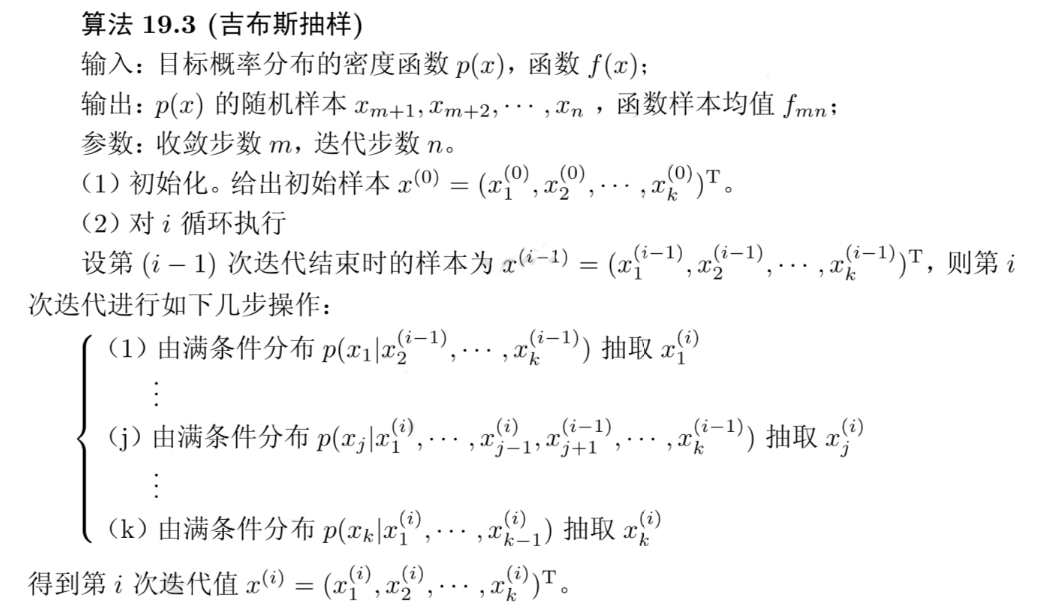 算法 19.3 (吉布斯抽样)
输入：目标概率分布的密度函数 p(x)，函数 f(x)；
输出：p(x) 的随机样本 x_{m+1}, x_{m+2}, ⋯ , x_n ，函数样本均值 f_{mn}；
参数：收敛步数 m，迭代步数 n。
（1）初始化。给出初始样本 x^{(0)} = (x_1^{(0)}, x_2^{(0)}, ⋯ , x_k^{(0)})^T。
（2）对 i 循环执行
设第 (i − 1) 次迭代结束时的样本为 x^{(i−1)} = (x_1^{(i−1)}, x_2^{(i−1)}, ⋯ , x_k^{(i−1)})^T，则第 i
次迭代进行如下几步操作：
（1）由满条件分布 p(x_1|x_2^{(i−1)}, ⋯ , x_k^{(i−1)}) 抽取 x_1^{(i)}
⋮
（j）由满条件分布 p(x_j|x_1^{(i)}, ⋯ , x_{j−1}^{(i)}, x_{j+1}^{(i−1)}, ⋯ , x_k^{(i−1)}) 抽取 x_j^{(i)}
⋮
（k）由满条件分布 p(x_k|x_1^{(i)}, ⋯ , x_{k−1}^{(i)}) 抽取 x_k^{(i)}
得到第 i 次迭代值 x^{(i)} = (x_1^{(i)}, x_2^{(i)}, ⋯ , x_k^{(i)})^T。